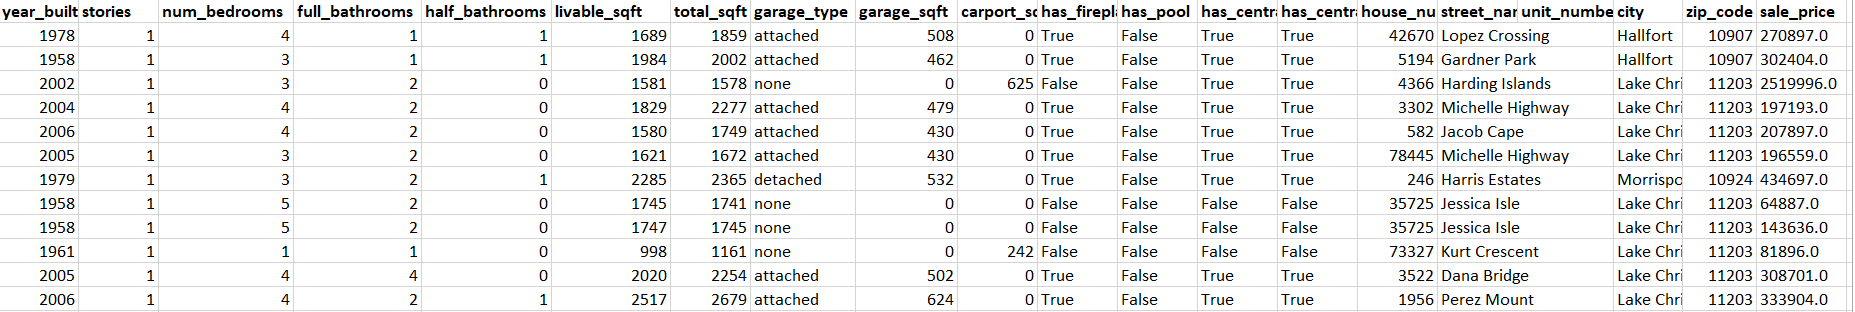 year_built stories num_bedrooms full_bathrooms half_bathrooms livable_sqft total_sqft garage_type garage_sqft carport_sc has_firepl has_pool has_centr has_centr house_nu street_nar unit_numbe city zip_code sale_price
1978 1 4 1 1 1689 1859 attached 508 0 True False True True 42670 Lopez Crossing Hallfort 10907 270897.0
1958 1 3 1 1 1984 2002 attached 462 0 True False True True 5194 Gardner Park Hallfort 10907 302404.0
2002 1 3 2 0 1581 1578 none 0 625 False False True True 4366 Harding Islands Lake Chri 11203 2519996.0
2004 1 4 2 0 1829 2277 attached 479 0 True False True True 3302 Michelle Highway Lake Chri 11203 197193.0
2006 1 4 2 0 1580 1749 attached 430 0 True False True True 582 Jacob Cape Lake Chri 11203 207897.0
2005 1 3 2 0 1621 1672 attached 430 0 True False True True 78445 Michelle Highway Lake Chri 11203 196559.0
1979 1 3 2 1 2285 2365 detached 532 0 True False True True 246 Harris Estates Morrispo 10924 434697.0
1958 1 5 2 0 1745 1741 none 0 0 False False False False 35725 Jessica Isle Lake Chri 11203 64887.0
1958 1 5 2 0 1747 1745 none 0 0 False False False False 35725 Jessica Isle Lake Chri 11203 143636.0
1961 1 1 1 0 998 1161 none 0 242 False False False False 73327 Kurt Crescent Lake Chri 11203 81896.0
2005 1 4 4 0 2020 2254 attached 502 0 True False True True 3522 Dana Bridge Lake Chri 11203 308701.0
2006 1 4 2 1 2517 2679 attached 624 0 True False True True 1956 Perez Mount Lake Chri 11203 333904.0